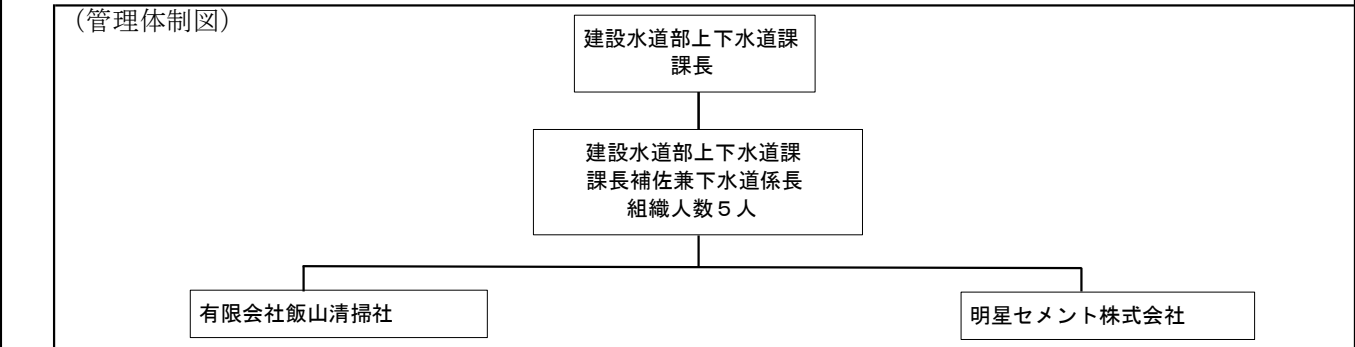 （管理体制図）
建設水道部上下水道課
課長
建設水道部上下水道課
課長補佐兼下水道係長
組織人数５人
有限会社飯山清掃社
明星セメント株式会社